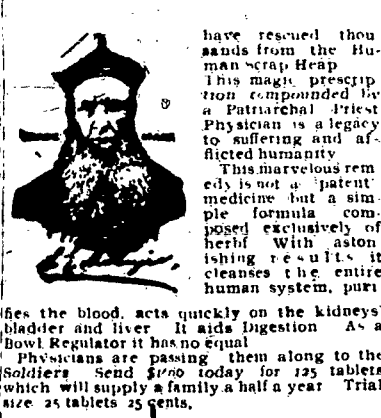 have rescued thou
sands from the Hu-
man Scrap Heap
This magic prescrip
tion compounded by
a Patriarchal Priest
Physician is a legacy
to suffering and af-
flicted humanity
This marvelous rem
edy is not a "patent"
medicine but a sim-
ple formula com-
posed exclusively of
herbs With aston
ishing results it
cleanses the entire
human system, puri
fies the blood, acts quickly on the kidneys
bladder and liver It aids Digestion As a
Bowl Regulator it has no equal
Physicians are passing them along to the
Soldiers Send today for 125 tablets
which will supply a family a half a year Trial
size 25 tablets 25 cents,